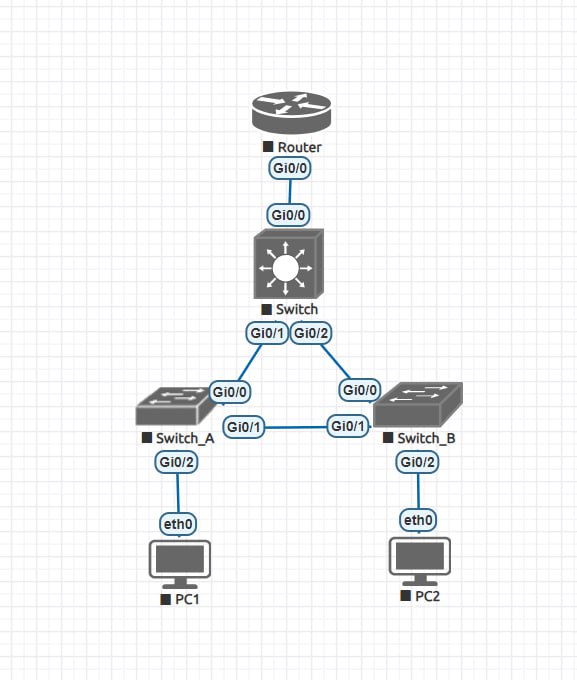 Router
Gi0/0
Gi0/0
Switch
Gi0/1 Gi0/2
Gi0/0 Gi0/0
Gi0/1 Gi0/1
Switch_A Switch_B
Gi0/2 Gi0/2
eth0 eth0
PC1 PC2